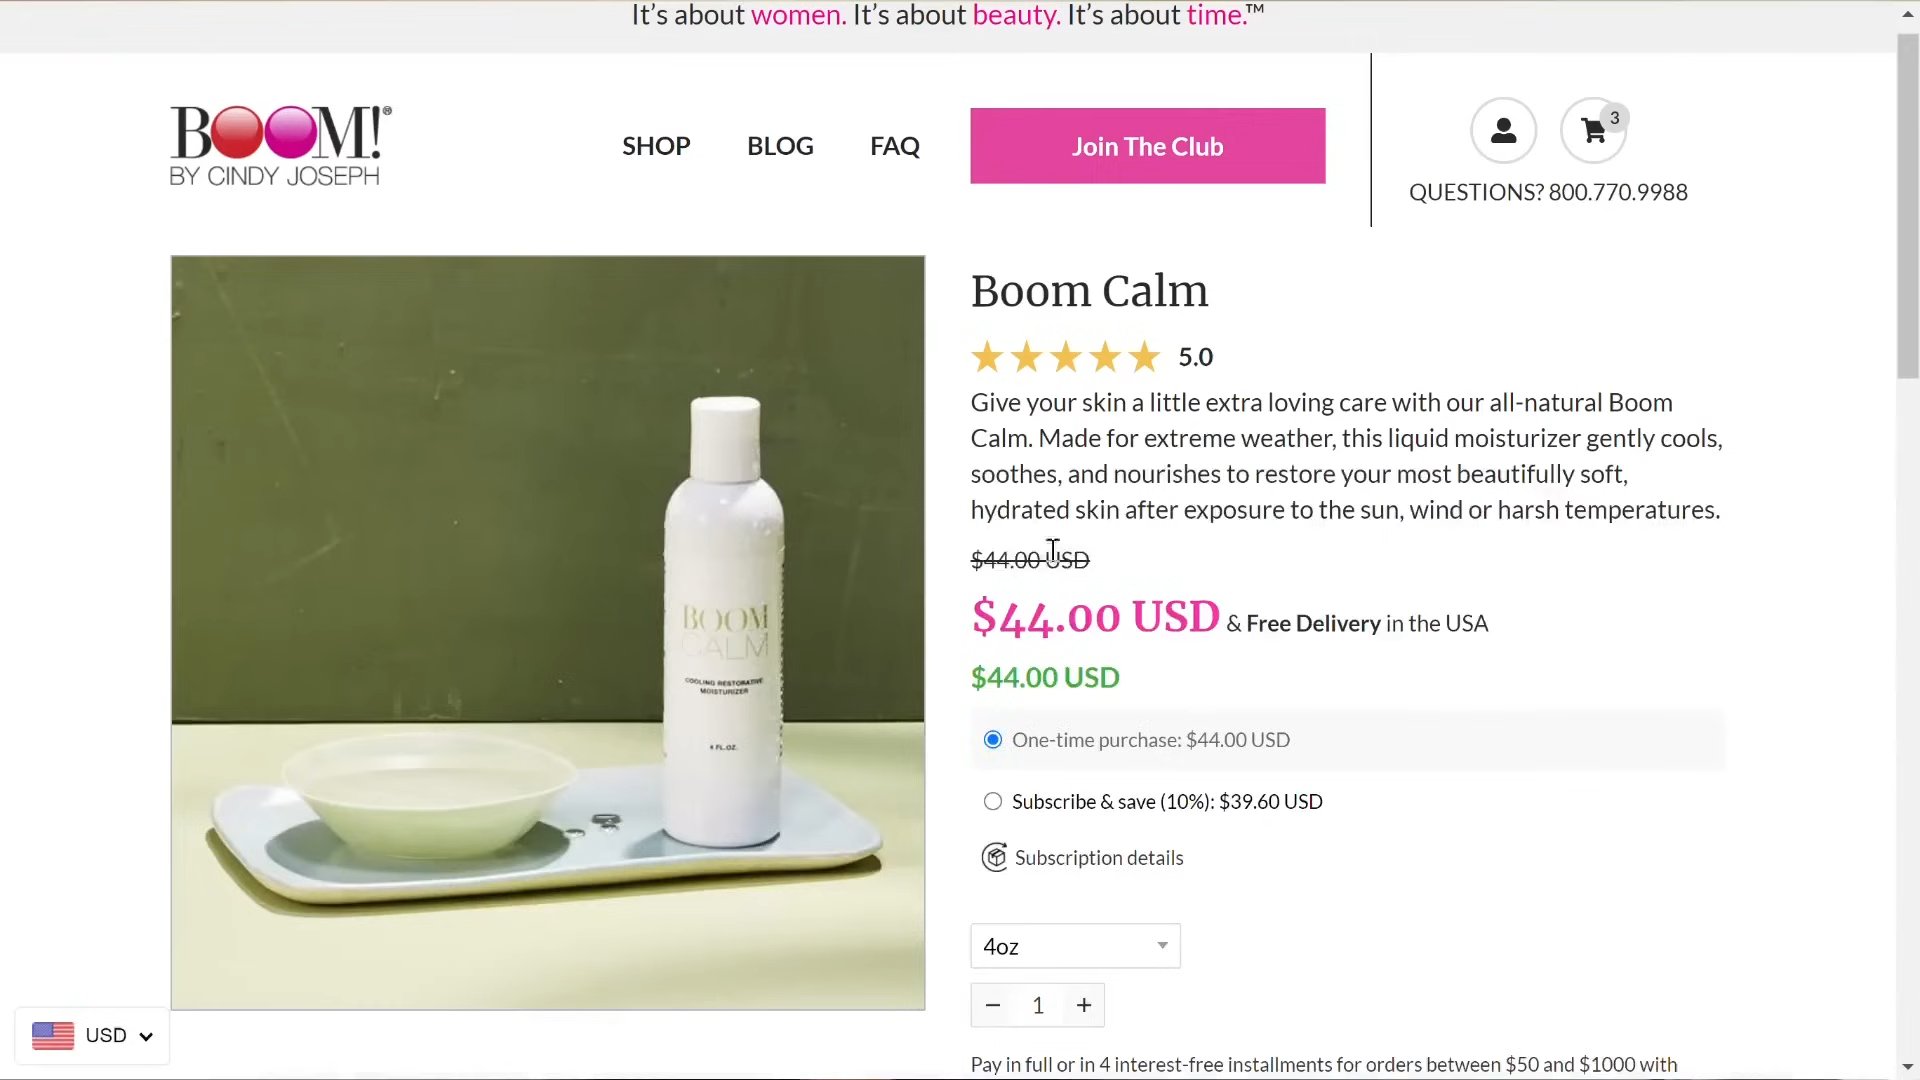 It's about women. It's about beauty. It's about time.™
BOOM!®
BY CINDY JOSEPH
SHOP
BLOG
FAQ
Join The Club
3
QUESTIONS? 800.770.9988
Boom Calm
5.0
Give your skin a little extra loving care with our all-natural Boom
Calm. Made for extreme weather, this liquid moisturizer gently cools,
soothes, and nourishes to restore your most beautifully soft,
hydrated skin after exposure to the sun, wind or harsh temperatures.
$44.00 USD
$44.00 USD & Free Delivery in the USA
$44.00 USD
One-time purchase: $44.00 USD
Subscribe & save (10%): $39.60 USD
Subscription details
4oz
− 1 +
Pay in full or in 4 interest-free installments for orders between $50 and $1000 with
BOOM
CALM
COOLING RESTORATIVE
MOISTURIZER
4 FL.OZ.
USD